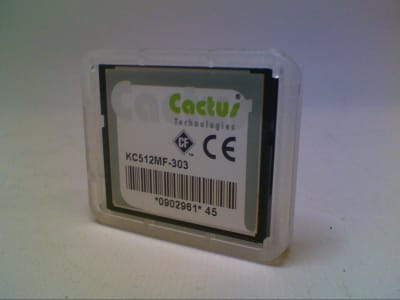 Cactus
Technologies
CF
CE
KC512MF-303
*0902961* 45